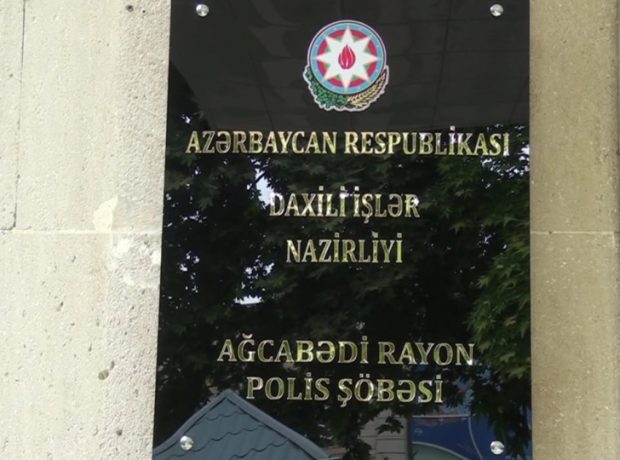 AZƏRBAYCAN RESPUBLİKASI
DAXİLİ İŞLƏR
NAZİRLİYİ
AĞCABƏDİ RAYON
POLİS ŞÖBƏSİ